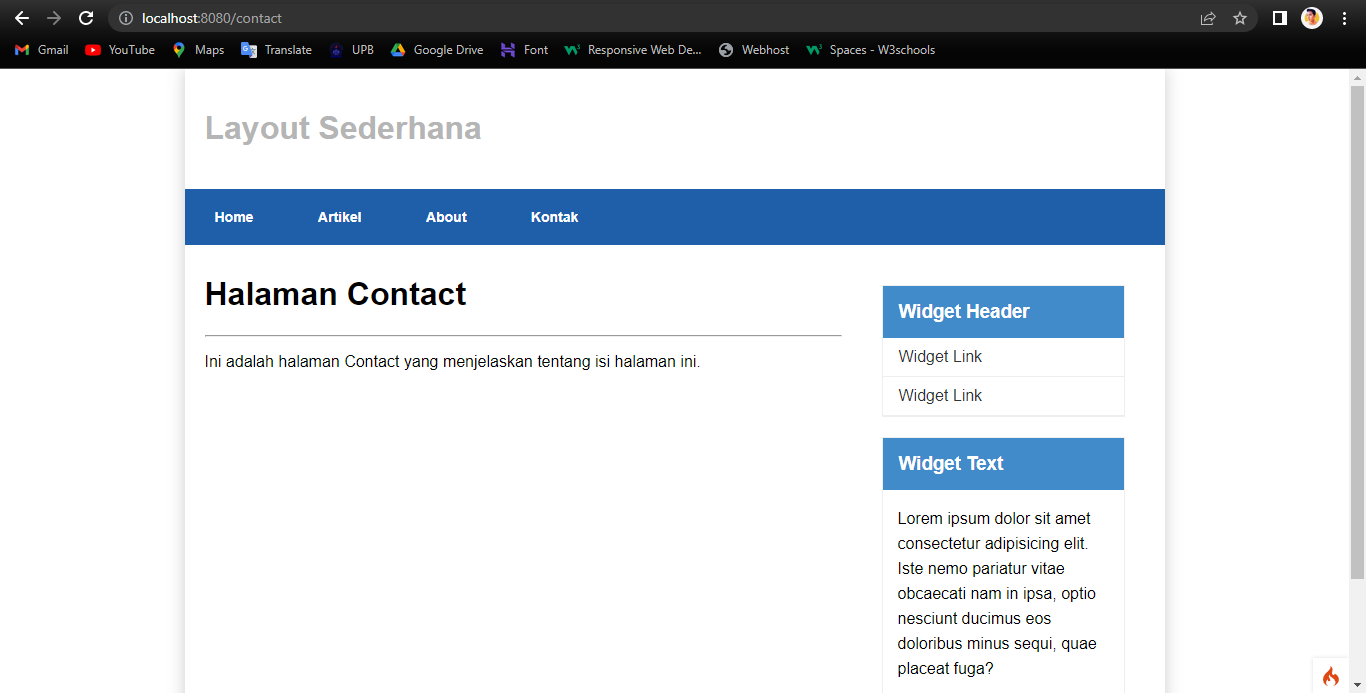 localhost:8080/contact
Gmail YouTube Maps Translate UPB Google Drive Font Responsive Web De... Webhost Spaces - W3schools
Layout Sederhana
Home Artikel About Kontak
Halaman Contact
Ini adalah halaman Contact yang menjelaskan tentang isi halaman ini.
Widget Header
Widget Link
Widget Link
Widget Text
Lorem ipsum dolor sit amet
consectetur adipisicing elit.
Iste nemo pariatur vitae
obcaecati nam in ipsa, optio
nesciunt ducimus eos
doloribus minus sequi, quae
placeat fuga?